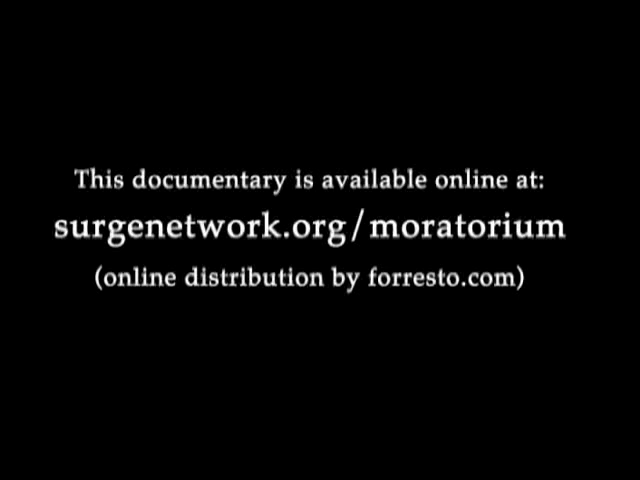 This documentary is available online at:
surgenetwork.org/moratorium
(online distribution by forresto.com)